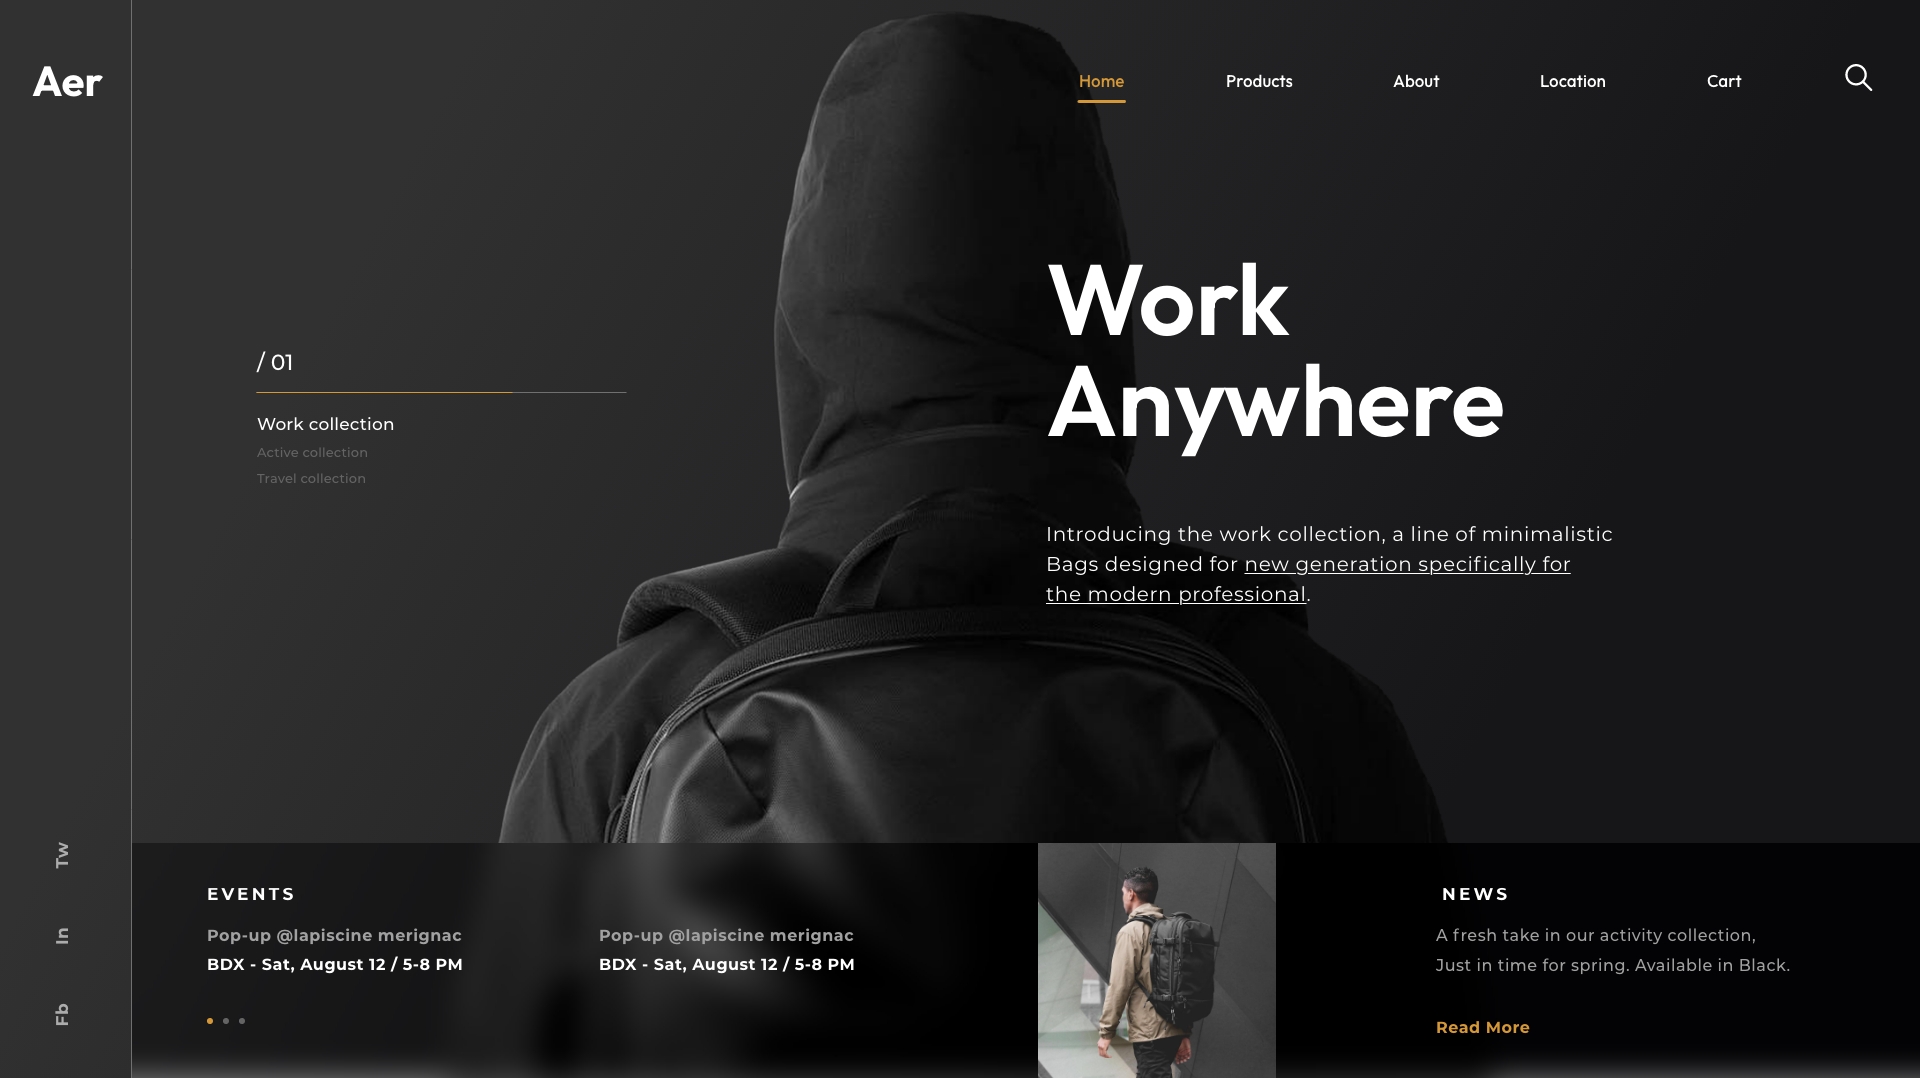 Aer
Home
Products
About
Location
Cart
Work
Anywhere
/ 01
Work collection
Active collection
Travel collection
Introducing the work collection, a line of minimalistic
Bags designed for new generation specifically for
the modern professional.
Tw
In
Fb
EVENTS
Pop-up @lapiscine merignac
BDX - Sat, August 12 / 5-8 PM
Pop-up @lapiscine merignac
BDX - Sat, August 12 / 5-8 PM
NEWS
A fresh take in our activity collection,
Just in time for spring. Available in Black.
Read More